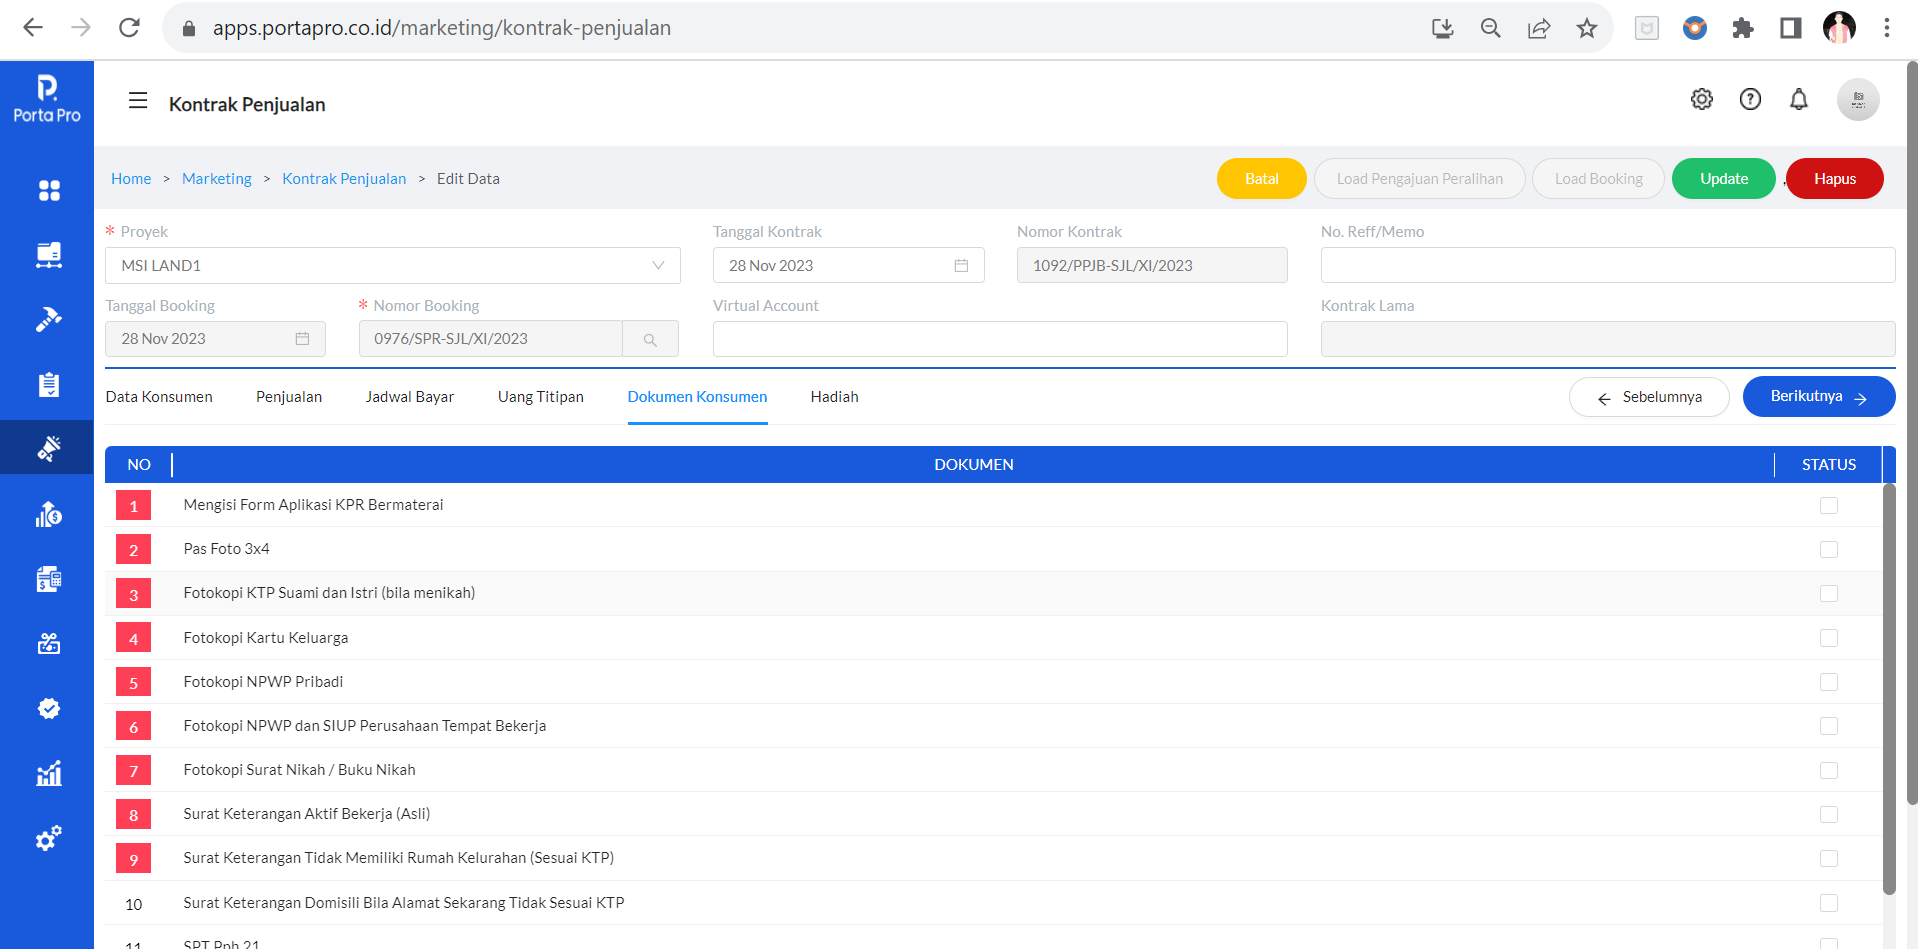 apps.portapro.co.id/marketing/kontrak-penjualan
Porta Pro
Kontrak Penjualan
Home > Marketing > Kontrak Penjualan > Edit Data
Batal
Load Pengajuan Peralihan
Load Booking
Update
,
Hapus
* Proyek
Tanggal Kontrak
Nomor Kontrak
No. Reff/Memo
MSI LAND1
28 Nov 2023
1092/PPJB-SJL/XI/2023
Tanggal Booking
* Nomor Booking
Virtual Account
Kontrak Lama
28 Nov 2023
0976/SPR-SJL/XI/2023
Data Konsumen
Penjualan
Jadwal Bayar
Uang Titipan
Dokumen Konsumen
Hadiah
← Sebelumnya
Berikutnya →
NO DOKUMEN STATUS
1 Mengisi Form Aplikasi KPR Bermaterai
2 Pas Foto 3x4
3 Fotokopi KTP Suami dan Istri (bila menikah)
4 Fotokopi Kartu Keluarga
5 Fotokopi NPWP Pribadi
6 Fotokopi NPWP dan SIUP Perusahaan Tempat Bekerja
7 Fotokopi Surat Nikah / Buku Nikah
8 Surat Keterangan Aktif Bekerja (Asli)
9 Surat Keterangan Tidak Memiliki Rumah Kelurahan (Sesuai KTP)
10 Surat Keterangan Domisili Bila Alamat Sekarang Tidak Sesuai KTP
11 SPT Pph 21